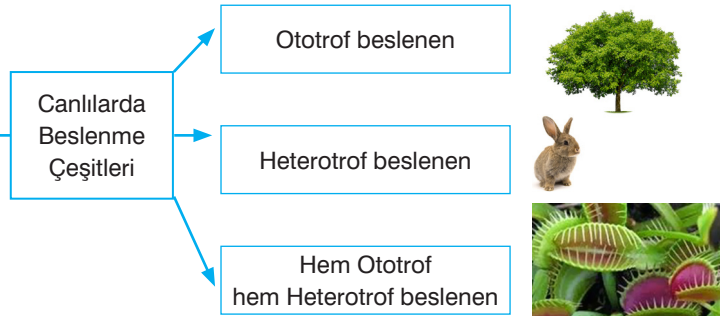 Canlılarda
Beslenme
Çeşitleri
Ototrof beslenen
Heterotrof beslenen
Hem Ototrof
hem Heterotrof beslenen